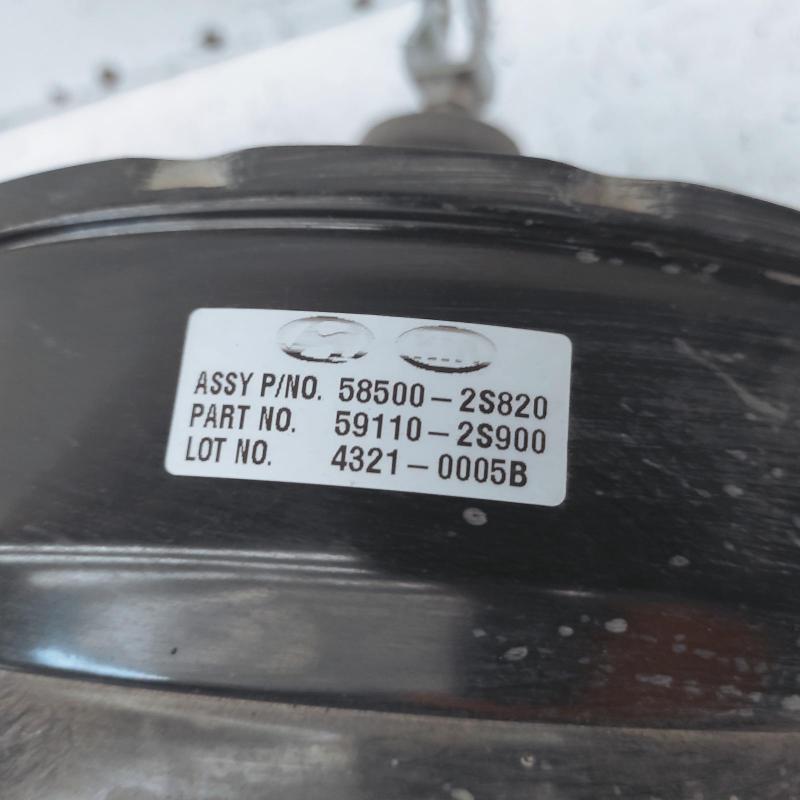 ASSY P/NO. 58500-2S820
PART NO. 59110-2S900
LOT NO. 4321-0005B